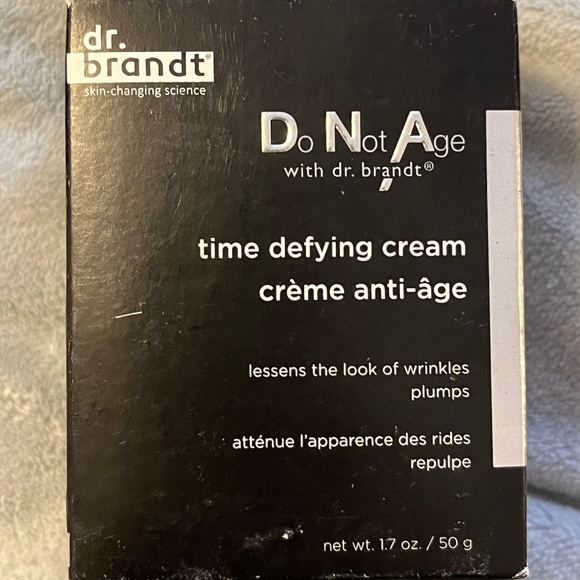 dr.
brandt®
skin-changing science
Do Not Age
with dr. brandt®
time defying cream
crème anti-âge
lessens the look of wrinkles
plumps
atténue l'apparence des rides
repulpe
net wt. 1.7 oz. / 50 g